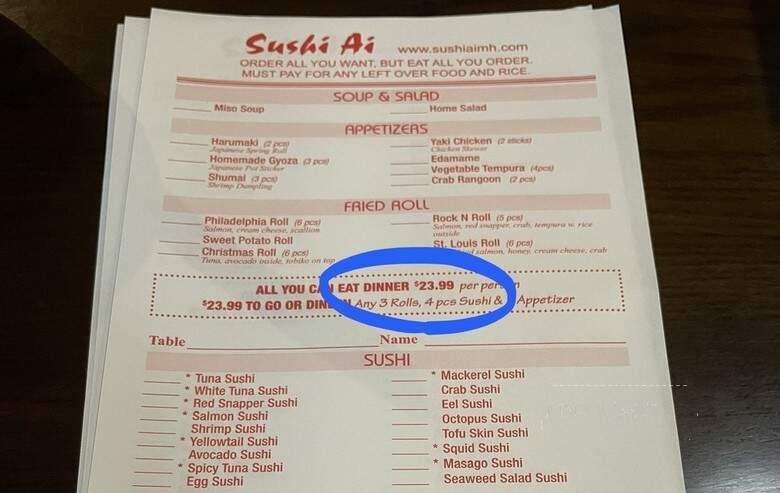 Sushi Ai www.sushiaimh.com
ORDER ALL YOU WANT, BUT EAT ALL YOU ORDER.
MUST PAY FOR ANY LEFT OVER FOOD AND RICE.
SOUP & SALAD
Miso Soup
Home Salad
APPETIZERS
Harumaki (2 pcs)
Japanese Spring Roll
Homemade Gyoza (3 pcs)
Japanese Pot Sticker
Shumai (3 pcs)
Shrimp Dumpling
Yaki Chicken (2 sticks)
Chicken Skewer
Edamame
Vegetable Tempura (4pcs)
Crab Rangoon (2 pcs)
FRIED ROLL
Philadelphia Roll (6 pcs)
Salmon, cream cheese, scallion
Sweet Potato Roll
Christmas Roll (6 pcs)
Tuna, avocado inside, tobiko on top
Rock N Roll (5 pcs)
Salmon, red snapper, crab, tempura w. rice
outside
St. Louis Roll (6 pcs)
salmon, honey, cream cheese, crab
ALL YOU CAN EAT DINNER $23.99 per person
$23.99 TO GO OR Any 3 Rolls, 4 pcs Sushi & Appetizer
Table Name
SUSHI
* Tuna Sushi
* White Tuna Sushi
* Red Snapper Sushi
* Salmon Sushi
Shrimp Sushi
* Yellowtail Sushi
Avocado Sushi
* Spicy Tuna Sushi
Egg Sushi
* Mackerel Sushi
Crab Sushi
Eel Sushi
Octopus Sushi
Tofu Skin Sushi
* Squid Sushi
* Masago Sushi
Seaweed Salad Sushi